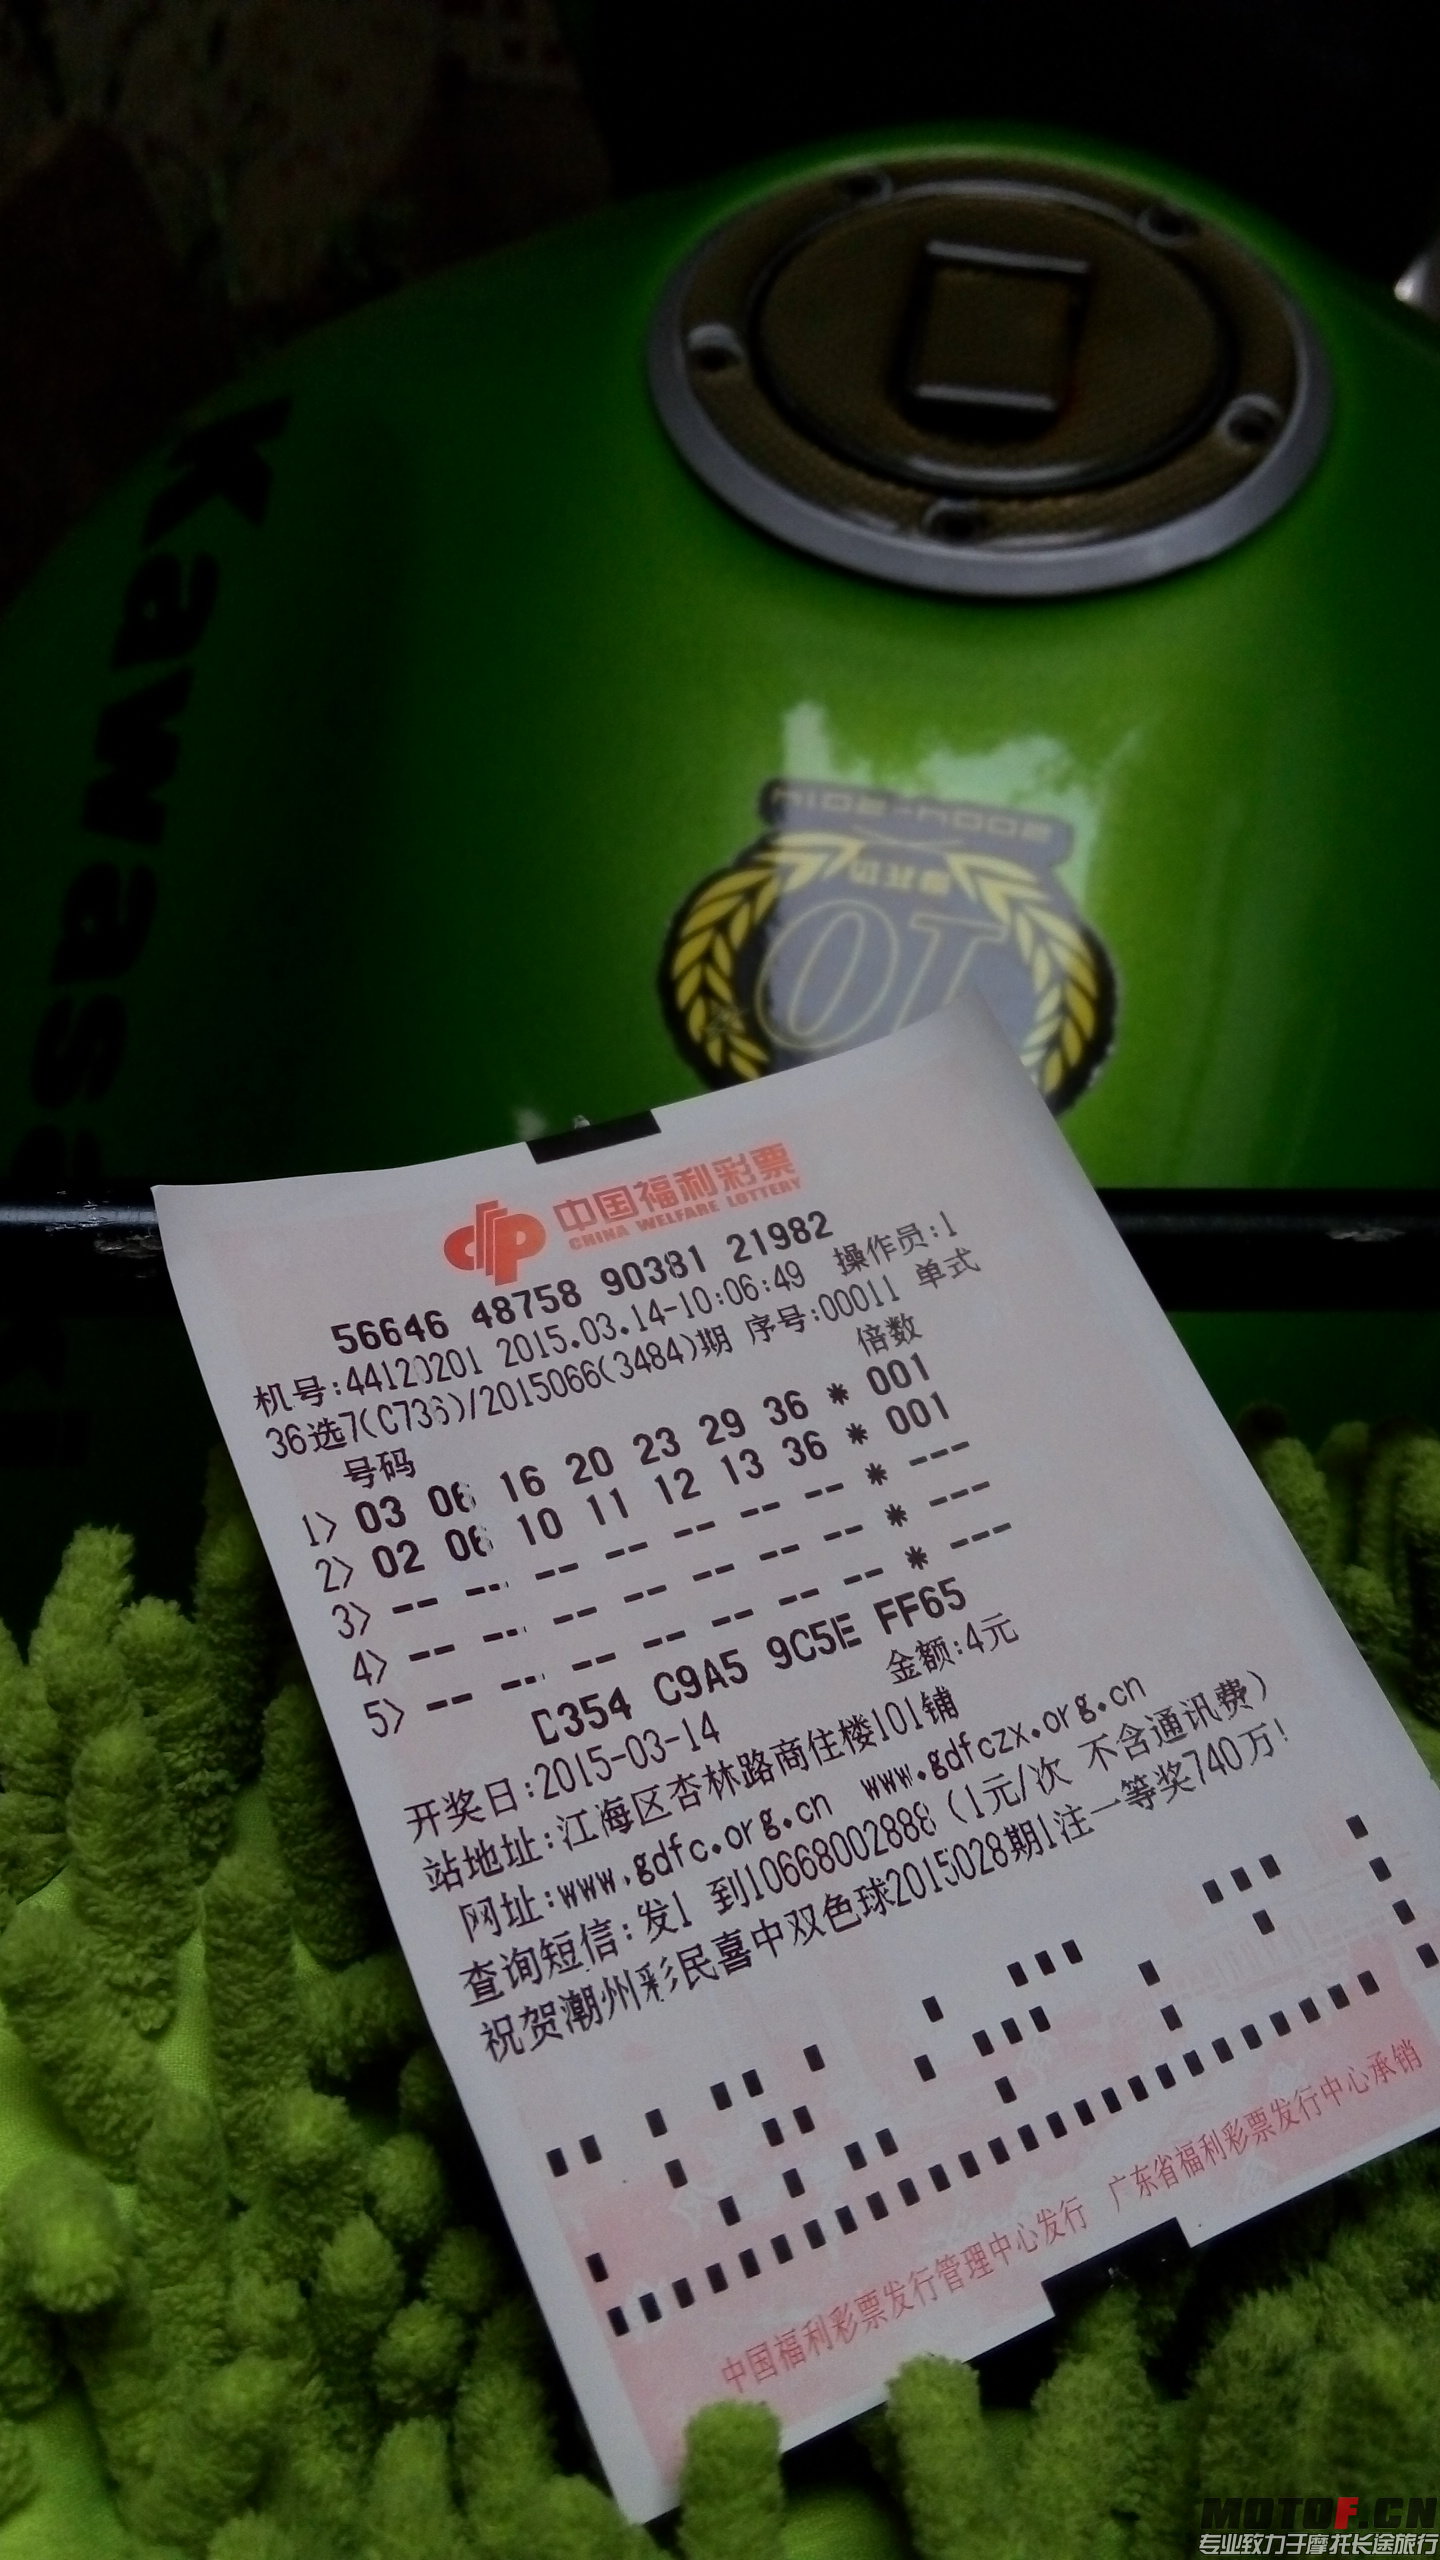 Kawas
RIDE-MODE
10
中国福利彩票
CHINA WELFARE LOTTERY
56646 48758 90381 21982
机号:44120201 2015.03.14-10:06:49 操作员:1
36选7(C736)/2015066(3484)期 序号:00011 单式
号码 倍数
1> 03 06 16 20 23 29 36 * 001
2> 02 06 10 11 12 13 36 * 001
3> -- -- -- -- -- -- -- * ---
4> -- -- -- -- -- -- -- * ---
5> -- -- -- -- -- -- -- * ---
D354 C9A5 9C5E FF65
金额:4元
开奖日:2015-03-14
站地址:江海区杏林路商住楼101铺
网址:www.gdfc.org.cn www.gdfczx.org.cn
查询短信:发1 到10668002888 (1元/次 不含通讯费)
祝贺潮州彩民喜中双色球2015028期1注一等奖740万!
中国福利彩票发行管理中心发行 广东省福利彩票发行中心承销
MOTOF.CN
专业致力于摩托长途旅行